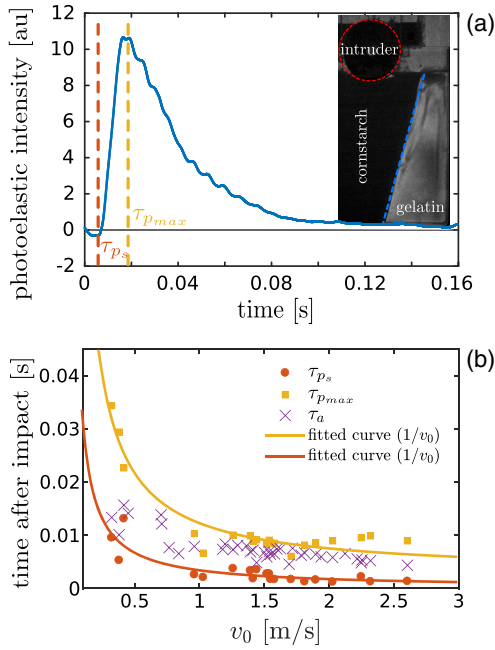 (a)
photoelastic intensity [au]
12
10
8
6
4
2
0
-2
intruder
cornstarch
gelatin
τ_{p_s}
τ_{p_{max}}
0
0.04
0.08
0.12
0.16
time [s]
(b)
time after impact [s]
0.04
0.03
0.02
0.01
0
τ_{p_s}
τ_{p_{max}}
τ_a
fitted curve (1/v_0)
fitted curve (1/v_0)
0.5
1
1.5
2
2.5
3
v_0 [m/s]